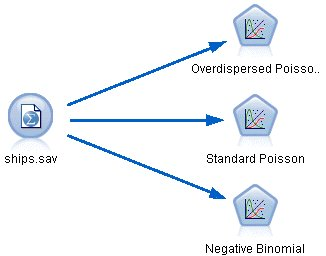 Overdispersed Poisso...
ships.sav
Standard Poisson
Negative Binomial